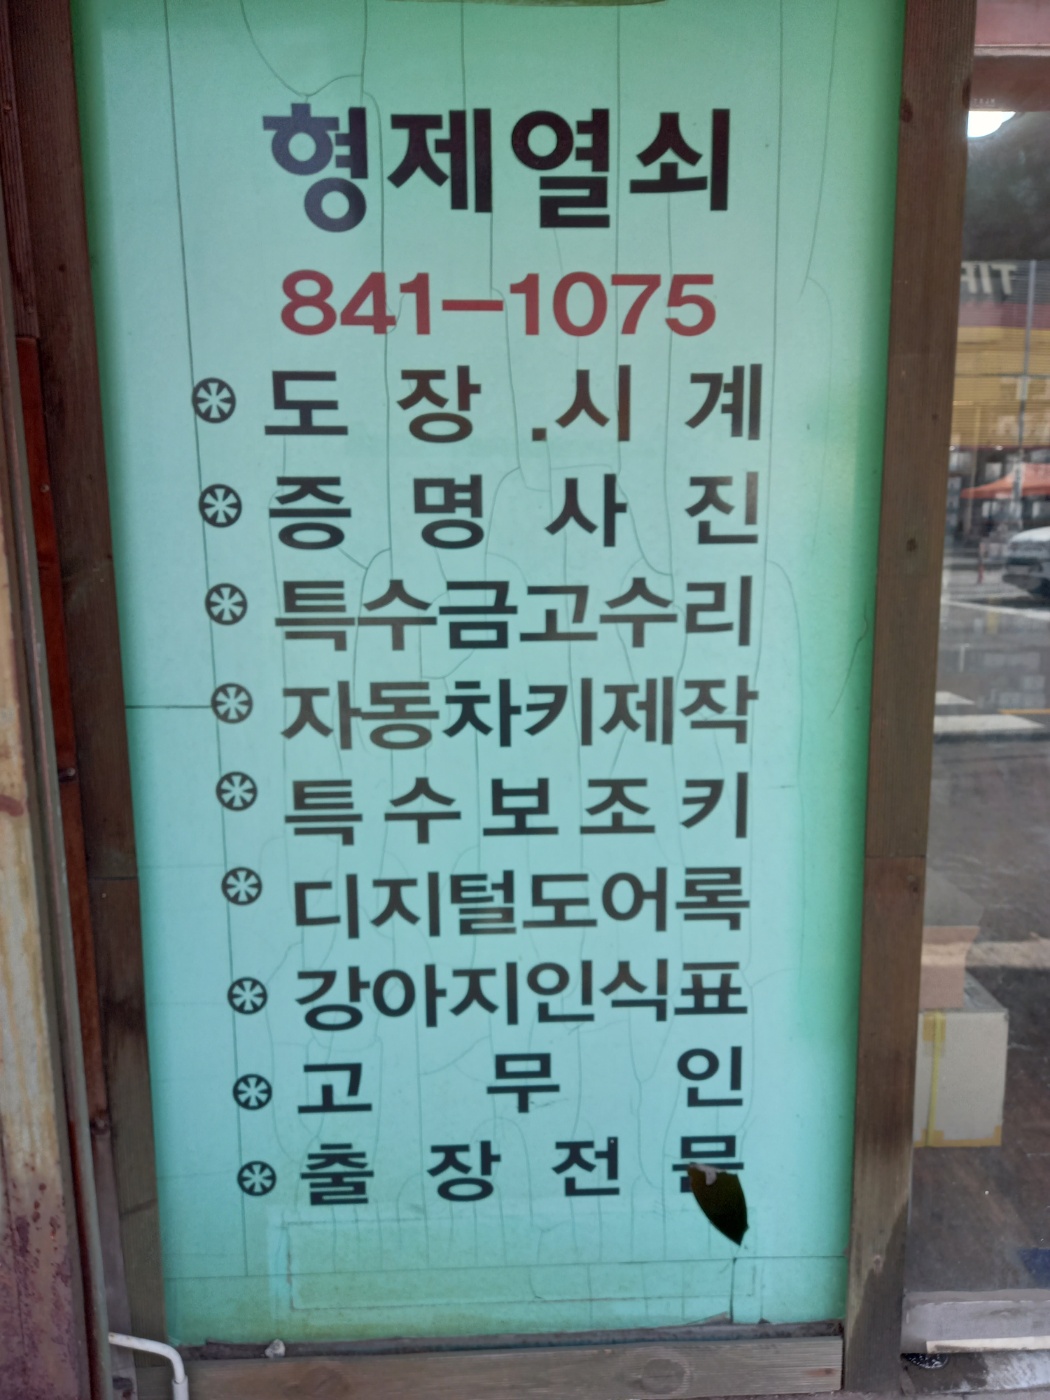 형제열쇠
841-1075
도장.시계
증명사진
특수금고수리
자동차키제작
특수보조키
디지털도어록
강아지인식표
고무인
출장전문